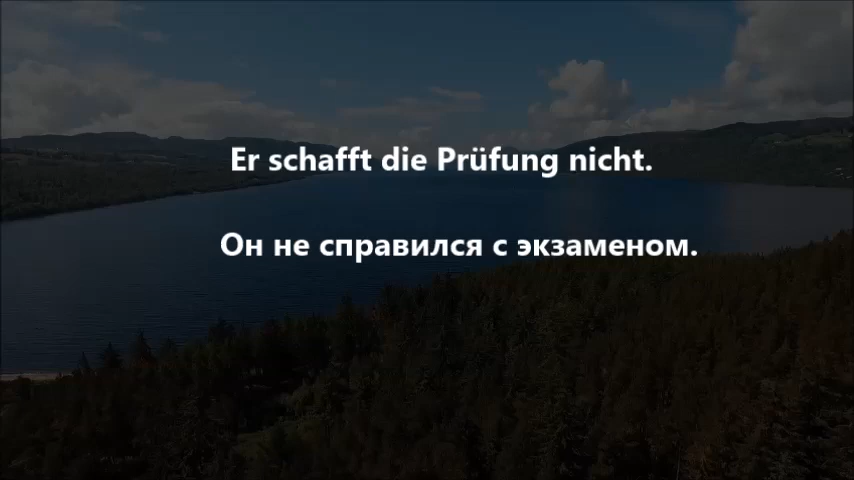 Er schafft die Prüfung nicht.
Он не справился с экзаменом.